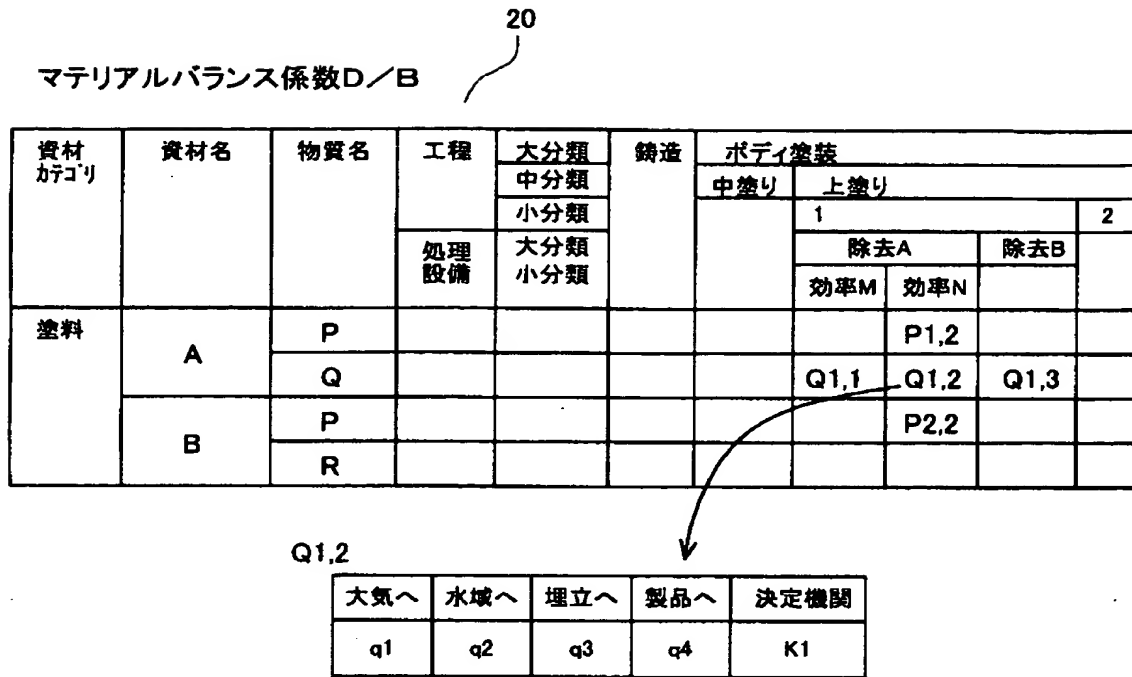 20
マテリアルバランス係数D/B
資材カテゴリ 資材名 物質名 工程 大分類 鋳造 ボディ塗装
中分類 中塗り 上塗り
小分類 1 2
処理設備 大分類 除去A 除去B
小分類 効率M 効率N
塗料 A P P1,2
Q Q1,1 Q1,2 Q1,3
B P P2,2
R
Q1,2
大気へ 水域へ 埋立へ 製品へ 決定機関
q1 q2 q3 q4 K1